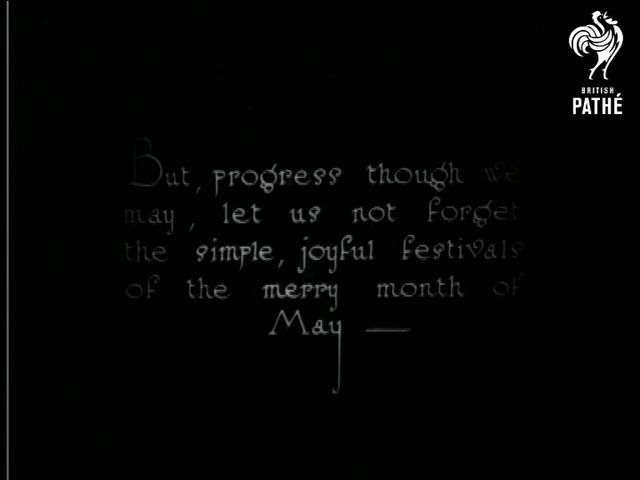 BRITISH
PATHÉ
But, progress though we
may, let us not forget
the simple, joyful festivals
of the merry month of
May —